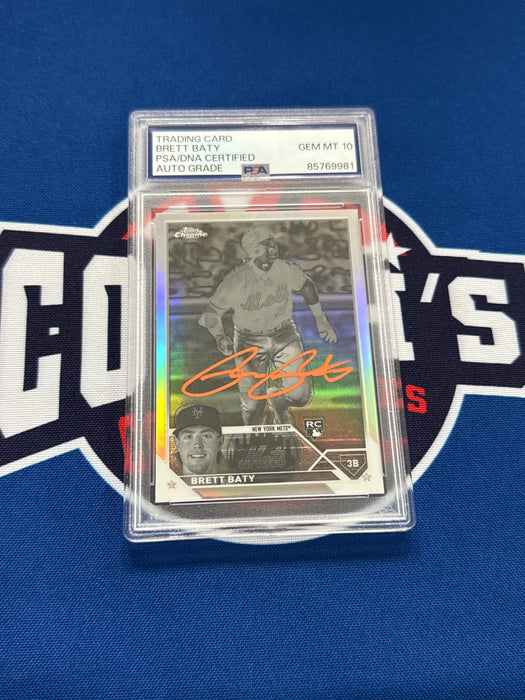 TRADING CARD
BRETT BATY
PSA/DNA CERTIFIED
AUTO GRADE
GEM MT 10
85769981
PSA
Topps
Chrome
Mets
NEW YORK METS
RC
3B
BRETT BATY